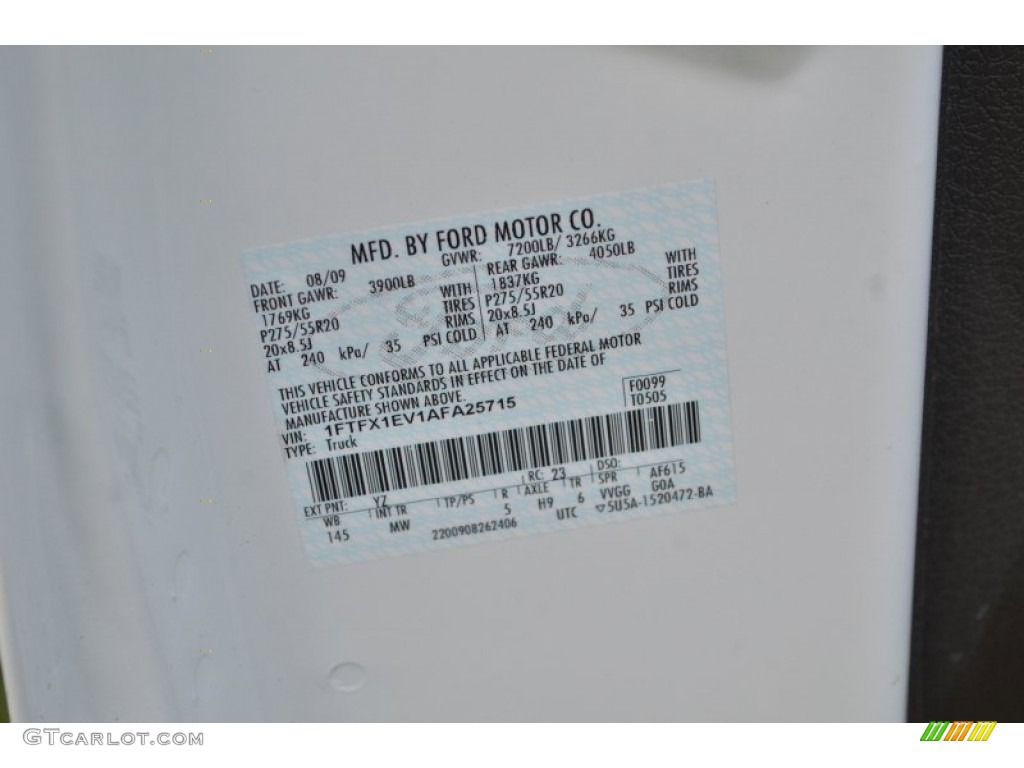 MFD. BY FORD MOTOR CO.
DATE: 08/09 GVWR: 7200LB/ 3266KG
FRONT GAWR: 3900LB REAR GAWR: 4050LB
1769KG WITH 1837KG WITH
P275/55R20 TIRES P275/55R20 TIRES
20x8.5J RIMS 20x8.5J RIMS
AT 240 kPa/ 35 PSI COLD AT 240 kPa/ 35 PSI COLD
Ford
THIS VEHICLE CONFORMS TO ALL APPLICABLE FEDERAL MOTOR
VEHICLE SAFETY STANDARDS IN EFFECT ON THE DATE OF
MANUFACTURE SHOWN ABOVE.
VIN: 1FTFX1EV1AFA25715 F0099
TYPE: Truck T0505
EXT PNT: YZ RC: 23 DSO: AF615
WB INT TR TP/PS R AXLE TR SPR
145 MW 5 H9 6 VVGG GOA
2200908262406 UTC ▽5U5A-1520472-BA
GTCarlot.com